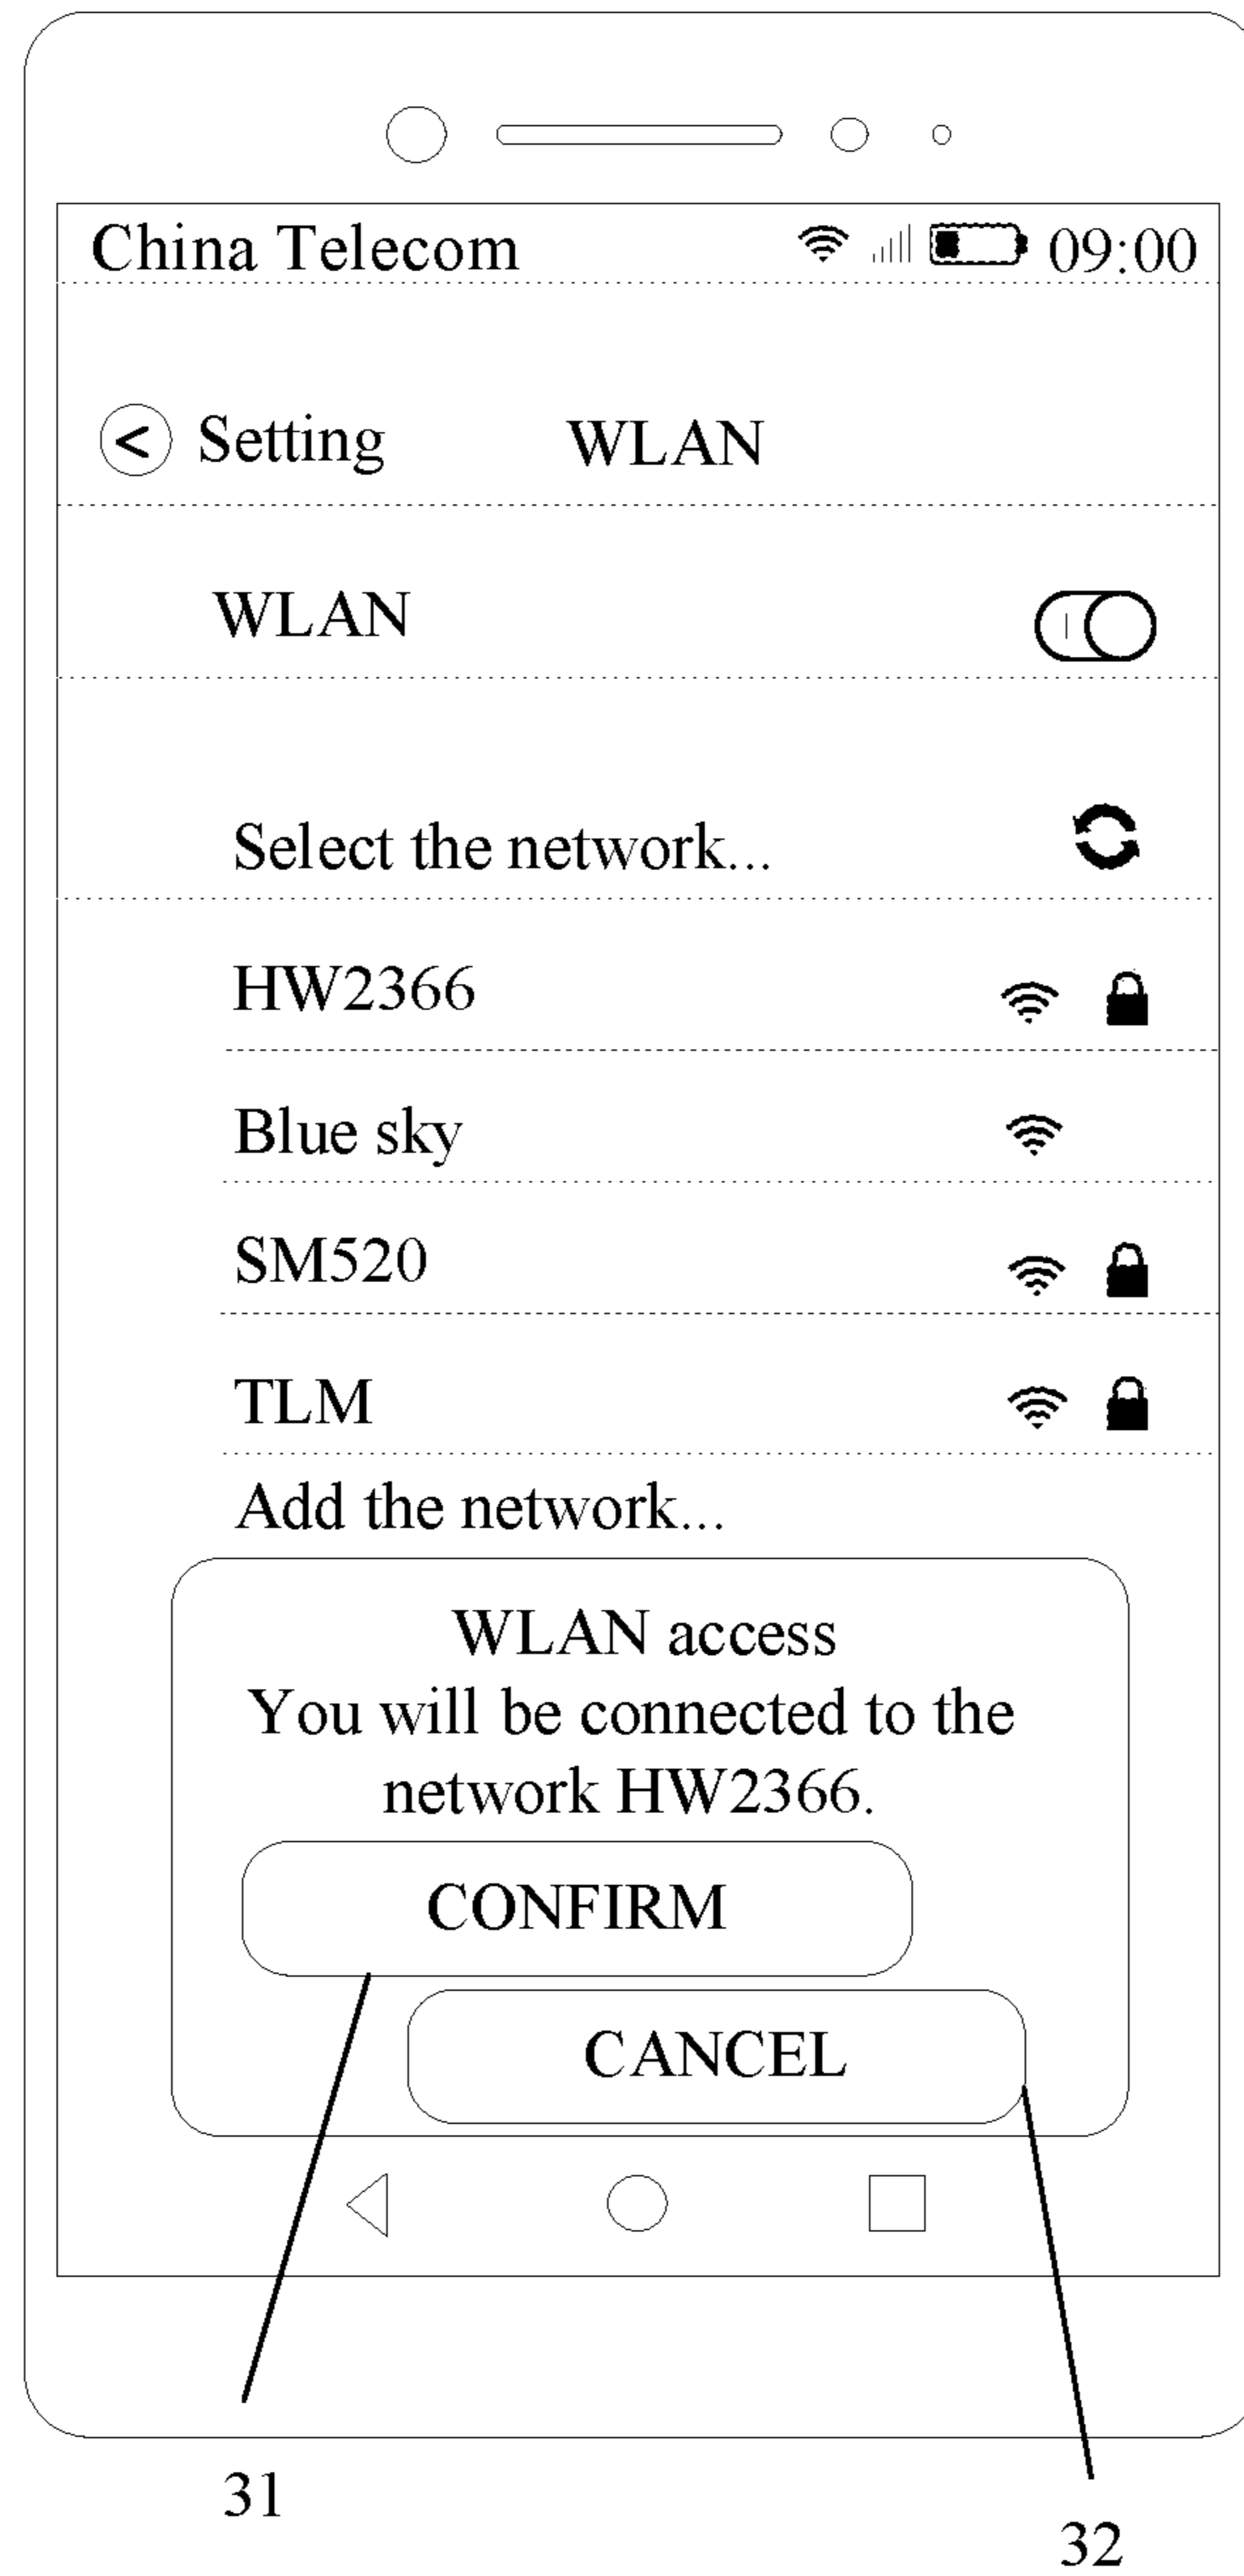 China Telecom 09:00
< Setting WLAN
WLAN
Select the network...
HW2366
Blue sky
SM520
TLM
Add the network...
WLAN access
You will be connected to the
network HW2366.
CONFIRM
CANCEL
31
32